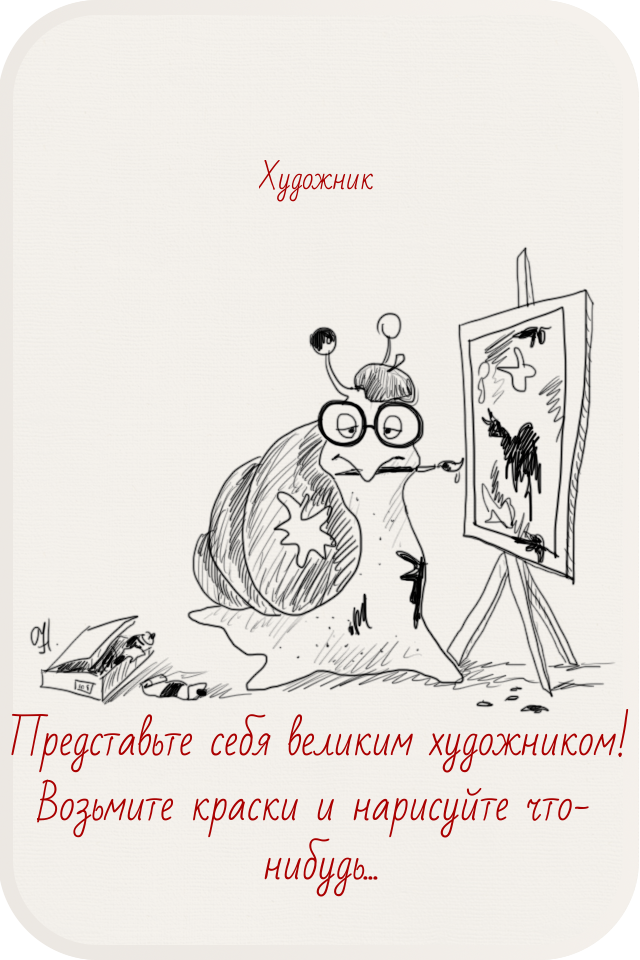 Художник
Представьте себя великим художником!
Возьмите краски и нарисуйте что-
нибудь...